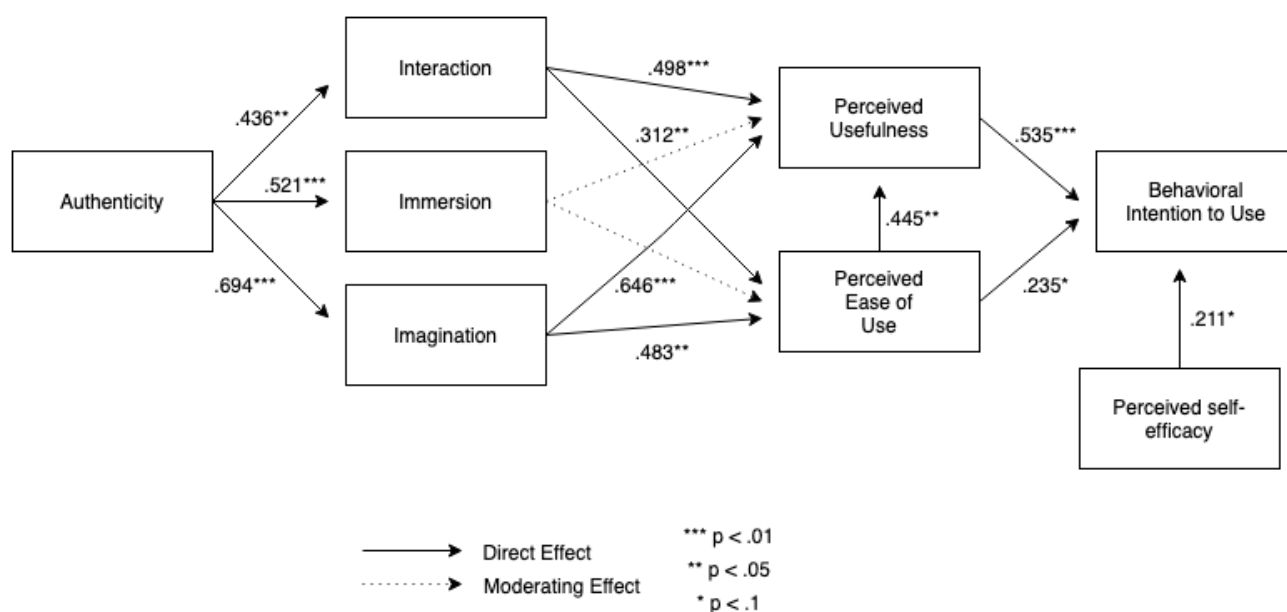 Interaction
.498***
Perceived
Usefulness
.436**
.312**
.535***
Authenticity
.521***
Immersion
Behavioral
Intention to Use
.445**
.694***
Imagination
.646***
Perceived
Ease of
Use
.235*
.483**
.211*
Perceived self-
efficacy
Direct Effect
Moderating Effect
*** p < .01
** p < .05
* p < .1